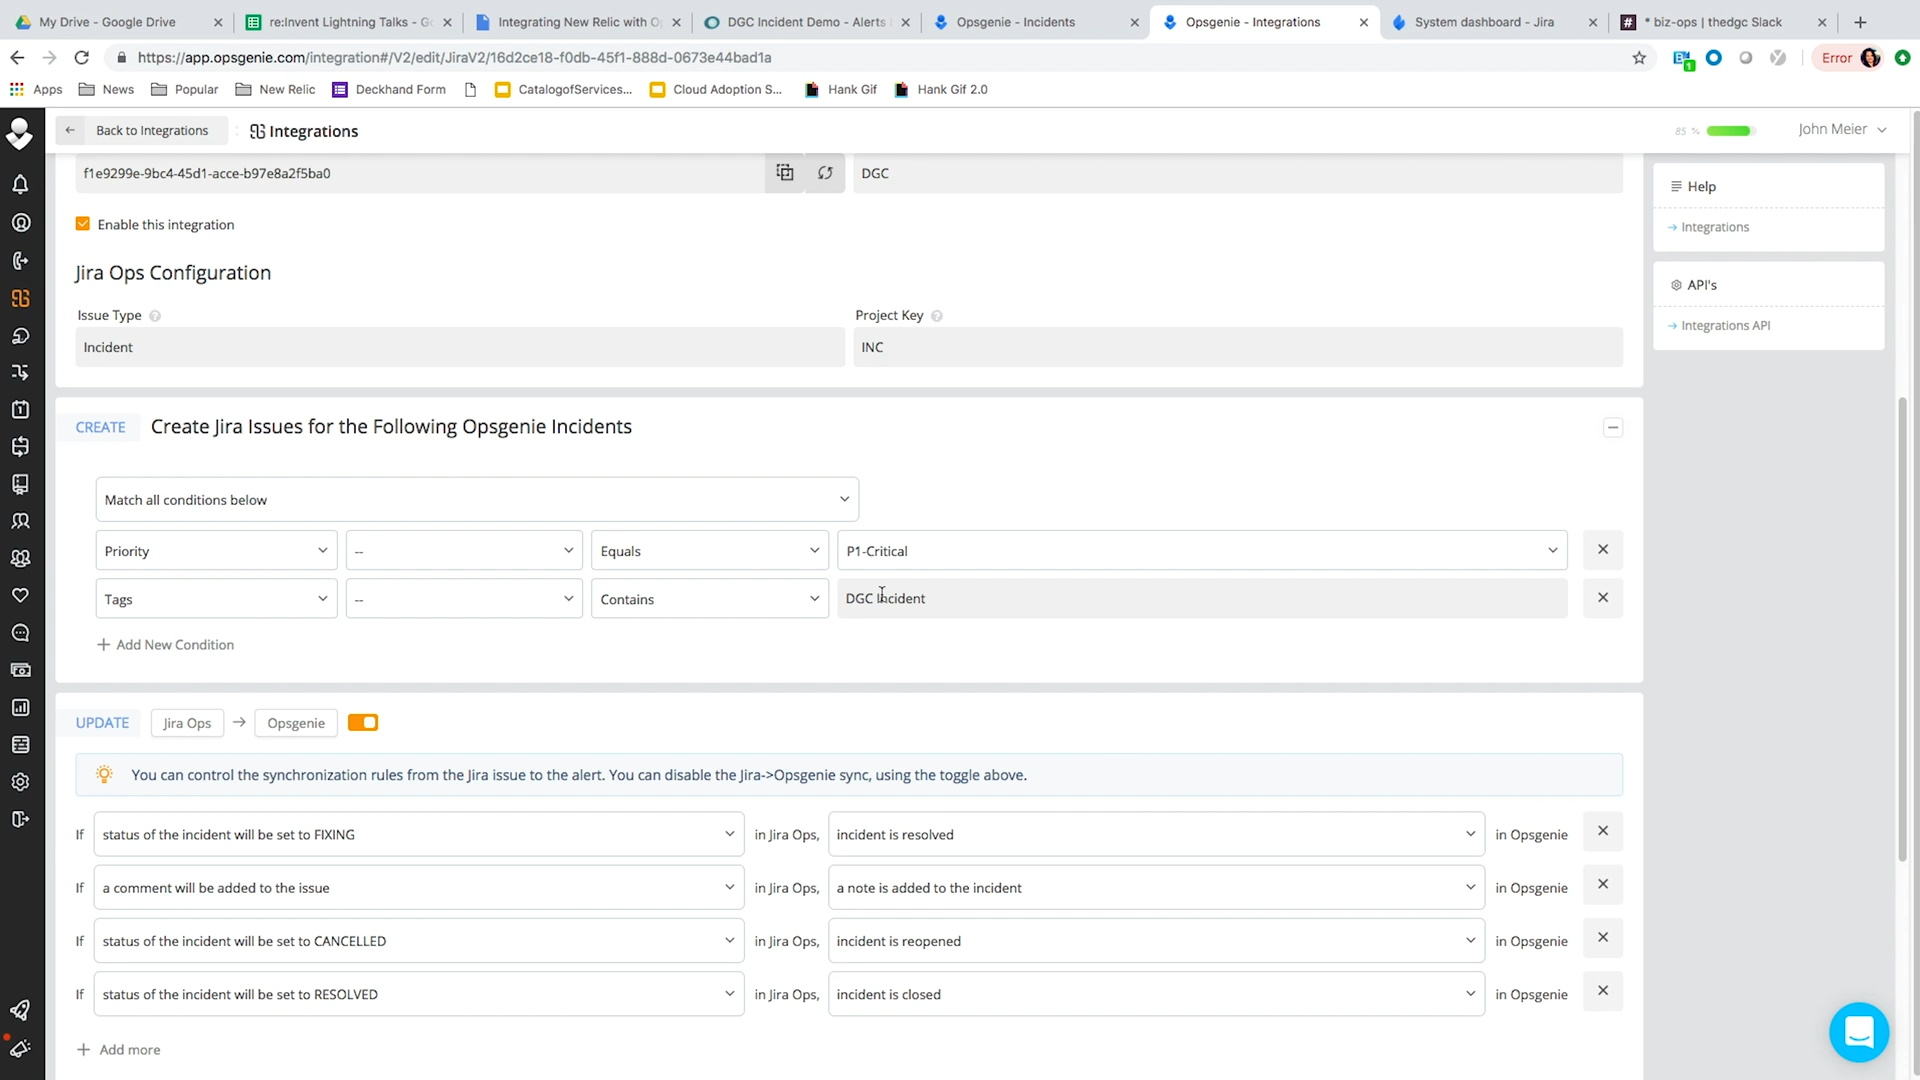 My Drive - Google Drive
re:Invent Lightning Talks - Go
Integrating New Relic with Op
DGC Incident Demo - Alerts
Opsgenie - Incidents
Opsgenie - Integrations
System dashboard - Jira
* biz-ops | thedgc Slack
https://app.opsgenie.com/integration#/V2/edit/JiraV2/16d2ce18-f0db-45f1-888d-0673e44bad1a
1
Error
Apps
News
Popular
New Relic
Deckhand Form
CatalogofServices...
Cloud Adoption S...
Hank Gif
Hank Gif 2.0
Back to Integrations
Integrations
85 %
John Meier
f1e9299e-9bc4-45d1-acce-b97e8a2f5ba0
DGC
Enable this integration
Help
Integrations
API's
Integrations API
Jira Ops Configuration
Issue Type
Project Key
Incident
INC
CREATE
Create Jira Issues for the Following Opsgenie Incidents
Match all conditions below
Priority -- Equals P1-Critical
Tags -- Contains DGC Incident
+ Add New Condition
UPDATE Jira Ops → Opsgenie
You can control the synchronization rules from the Jira issue to the alert. You can disable the Jira->Opsgenie sync, using the toggle above.
If status of the incident will be set to FIXING in Jira Ops, incident is resolved in Opsgenie
If a comment will be added to the issue in Jira Ops, a note is added to the incident in Opsgenie
If status of the incident will be set to CANCELLED in Jira Ops, incident is reopened in Opsgenie
If status of the incident will be set to RESOLVED in Jira Ops, incident is closed in Opsgenie
+ Add more